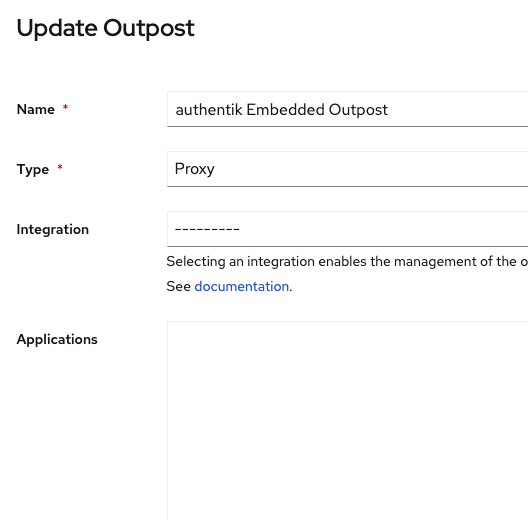 Update Outpost
Name *
authentik Embedded Outpost
Type *
Proxy
Integration
---------
Selecting an integration enables the management of the o
See documentation.
Applications